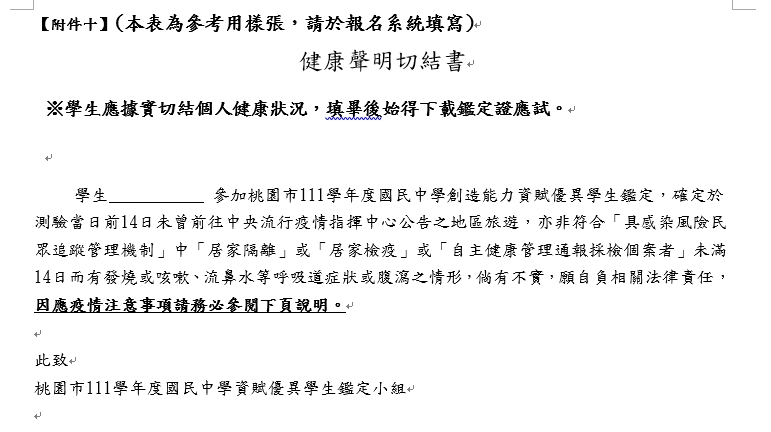 【附件十】(本表為參考用樣張，請於報名系統填寫)
健康聲明切結書
※學生應據實切結個人健康狀況，填畢後始得下載鑑定證應試。
學生__________ 參加桃園市111學年度國民中學創造能力資賦優異學生鑑定，確定於
測驗當日前14日未曾前往中央流行疫情指揮中心公告之地區旅遊，亦非符合「具感染風險民
眾追蹤管理機制」中「居家隔離」或「居家檢疫」或「自主健康管理通報採檢個案者」未滿
14日而有發燒或咳嗽、流鼻水等呼吸道症狀或腹瀉之情形，倘有不實，願自負相關法律責任，
因應疫情注意事項請務必參閱下頁說明。
此致
桃園市111學年度國民中學資賦優異學生鑑定小組